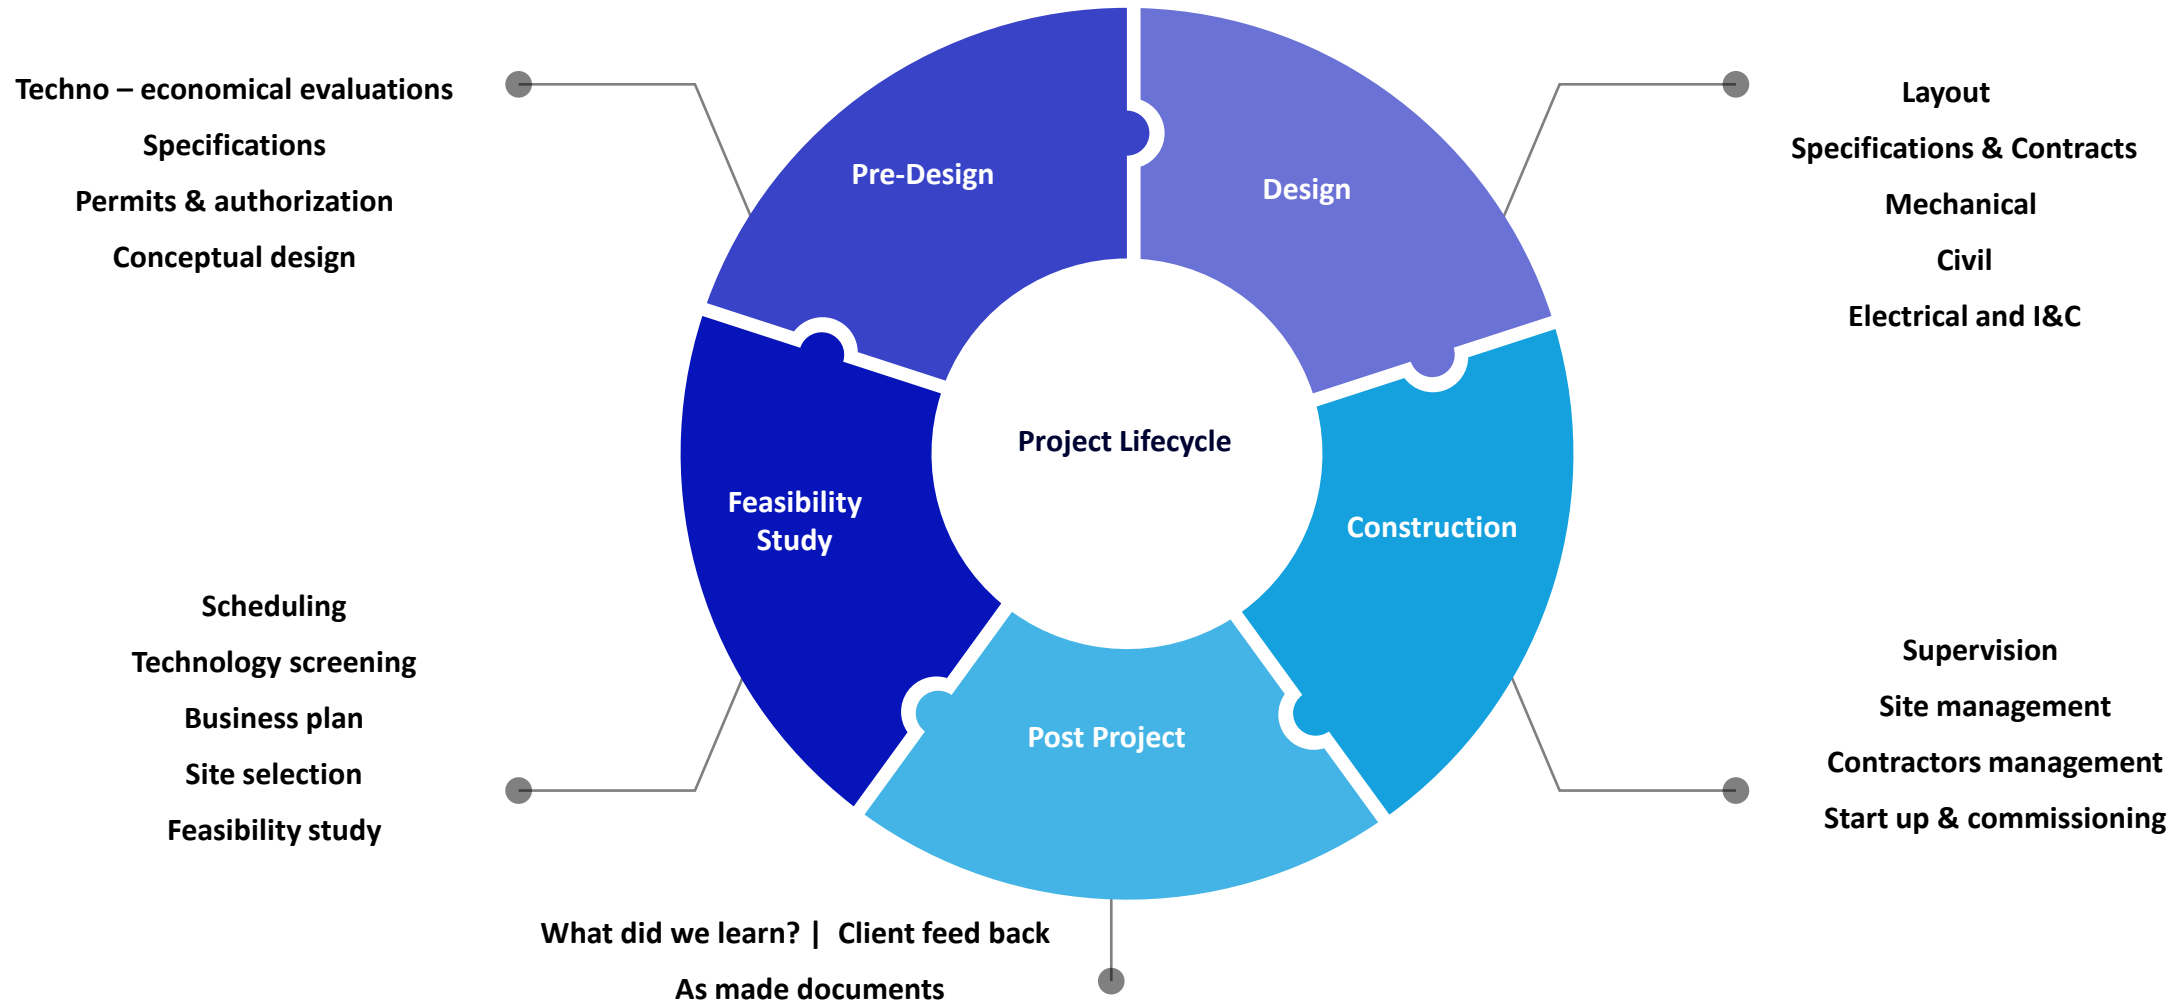 Techno – economical evaluations
Specifications
Permits & authorization
Conceptual design
Pre-Design
Design
Layout
Specifications & Contracts
Mechanical
Civil
Electrical and I&C
Project Lifecycle
Feasibility
Study
Construction
Post Project
Scheduling
Technology screening
Business plan
Site selection
Feasibility study
Supervision
Site management
Contractors management
Start up & commissioning
What did we learn? | Client feed back
As made documents